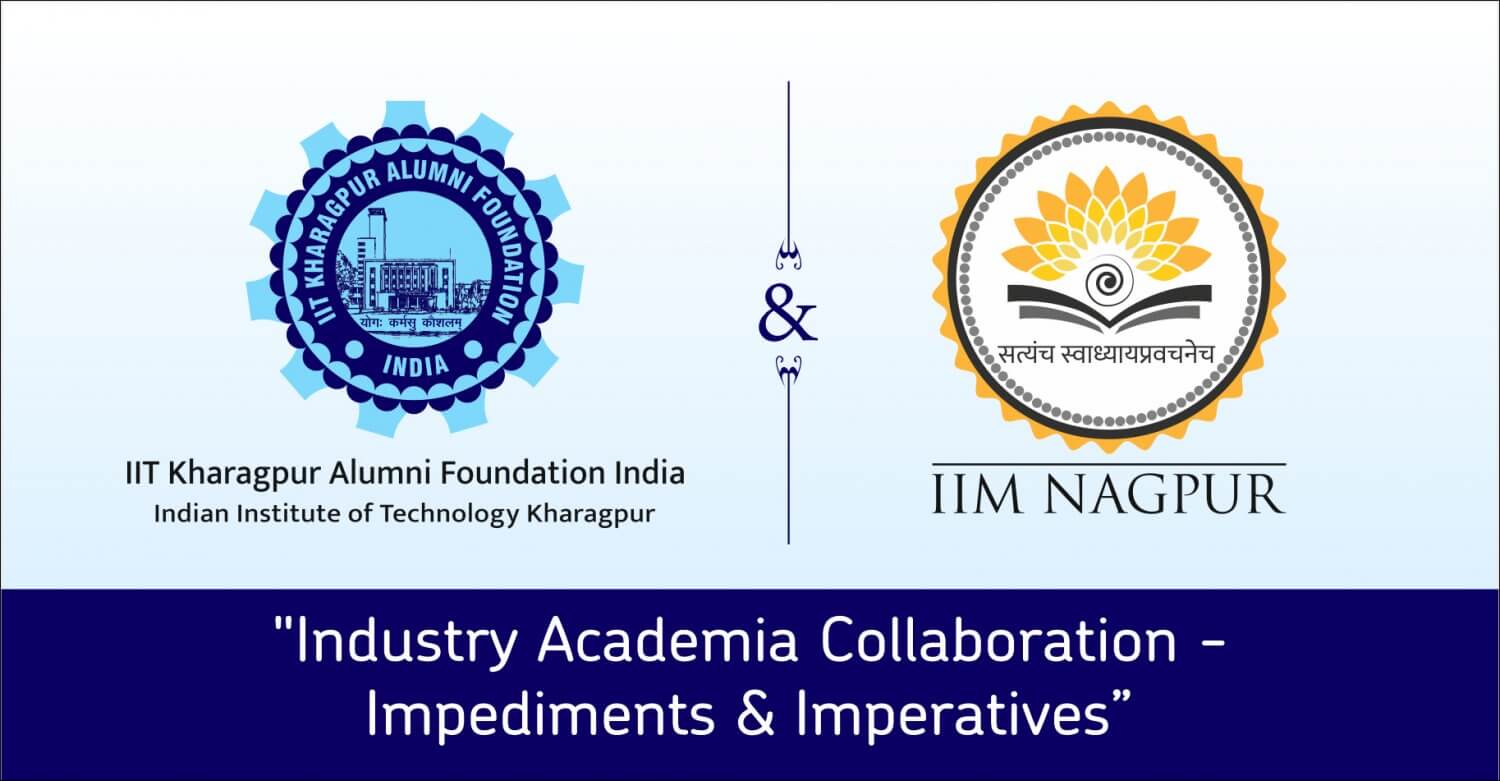 IIT KHARAGPUR ALUMNI FOUNDATION
योगः कर्मसु कौशलम्
INDIA
IIT Kharagpur Alumni Foundation India
Indian Institute of Technology Kharagpur
&
सत्यंच स्वाध्यायप्रवचनेच
IIM NAGPUR
"Industry Academia Collaboration -
Impediments & Imperatives”